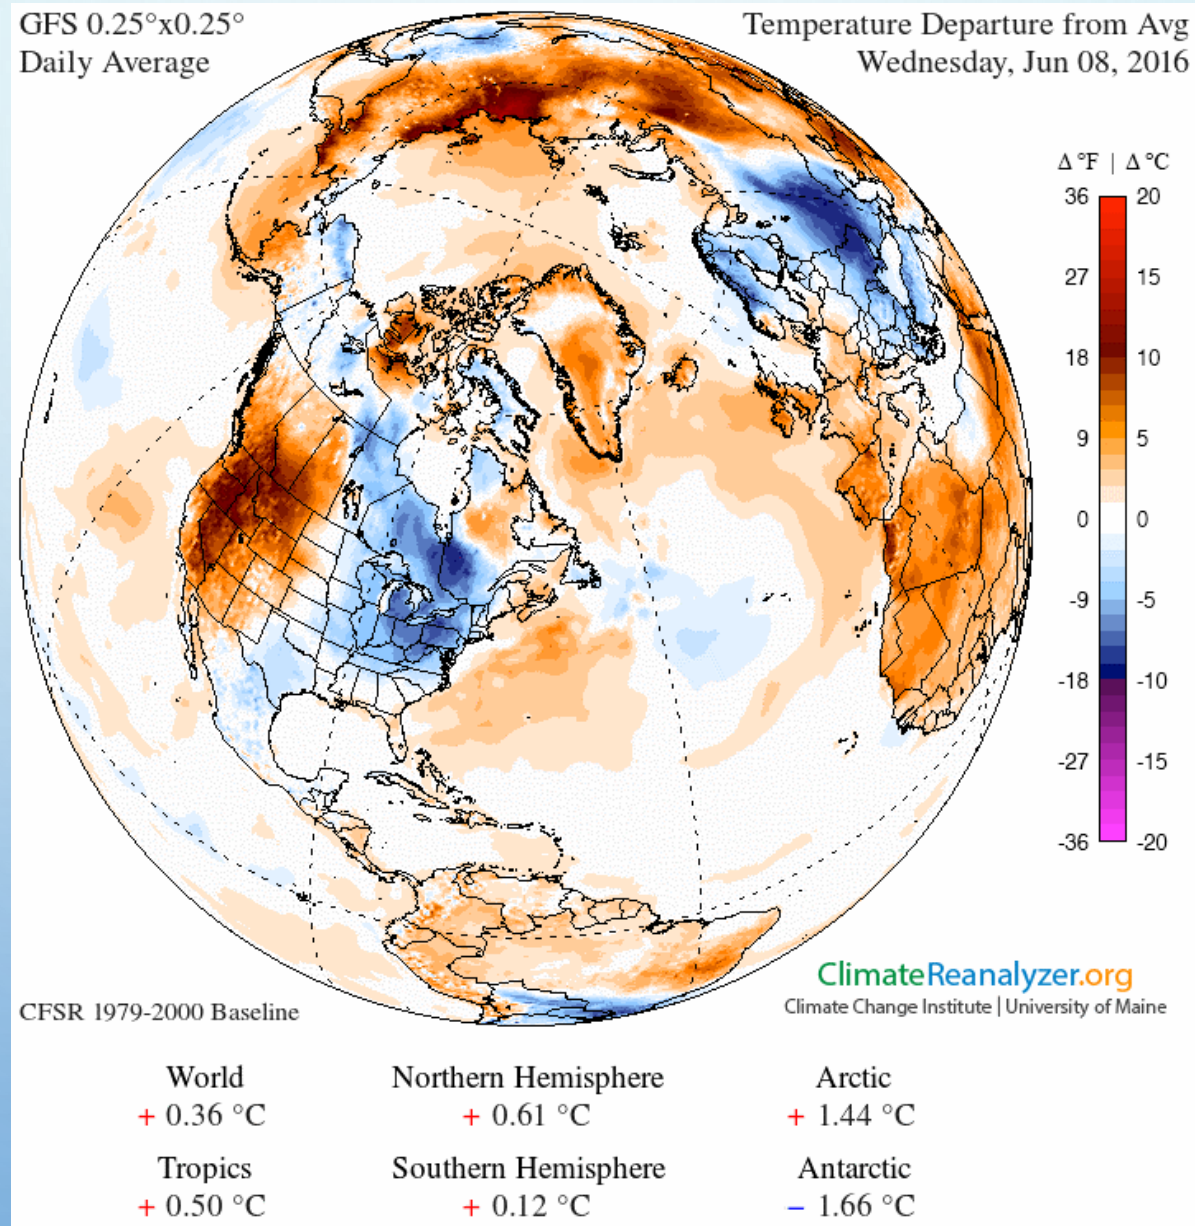 GFS 0.25°x0.25°
Daily Average
Temperature Departure from Avg
Wednesday, Jun 08, 2016
Δ °F | Δ °C
36 20
27 15
18 10
9 5
0 0
-9 -5
-18 -10
-27 -15
-36 -20
ClimateReanalyzer.org
Climate Change Institute | University of Maine
CFSR 1979-2000 Baseline
World Northern Hemisphere Arctic
+ 0.36 °C + 0.61 °C + 1.44 °C
Tropics Southern Hemisphere Antarctic
+ 0.50 °C + 0.12 °C − 1.66 °C